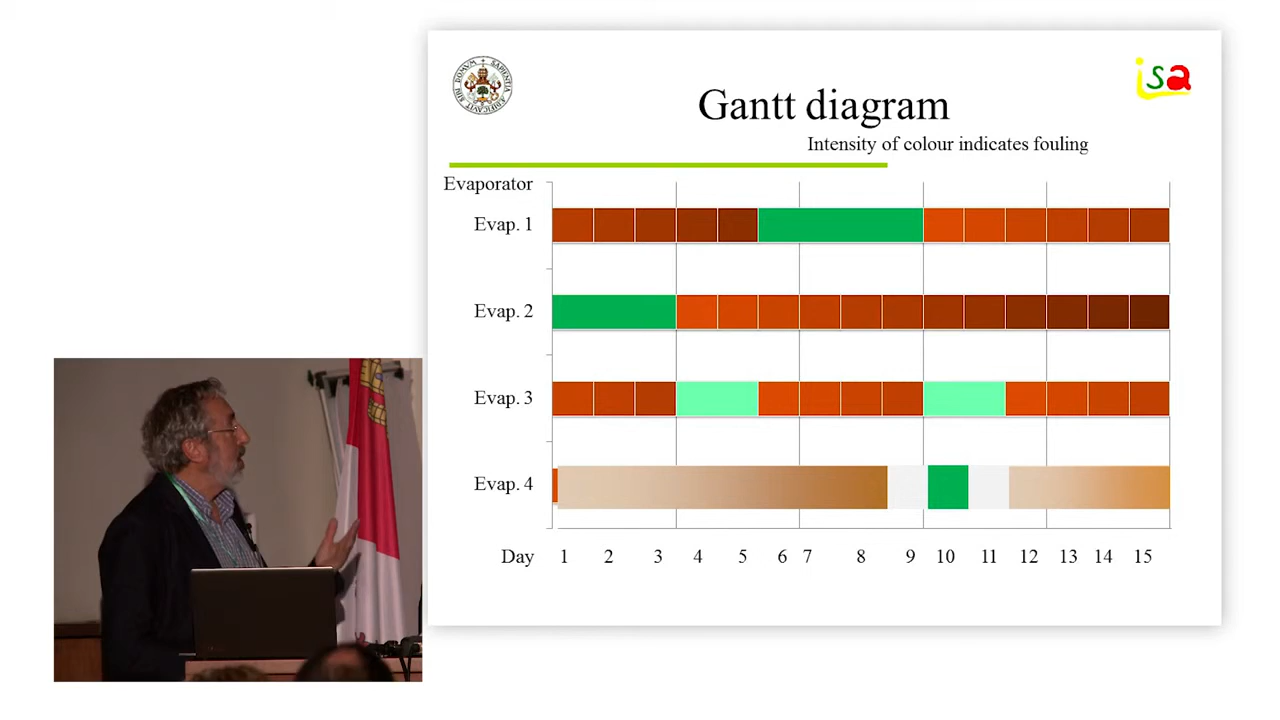 isa
Gantt diagram
Intensity of colour indicates fouling
Evaporator
Evap. 1
Evap. 2
Evap. 3
Evap. 4
Day 1 2 3 4 5 6 7 8 9 10 11 12 13 14 15